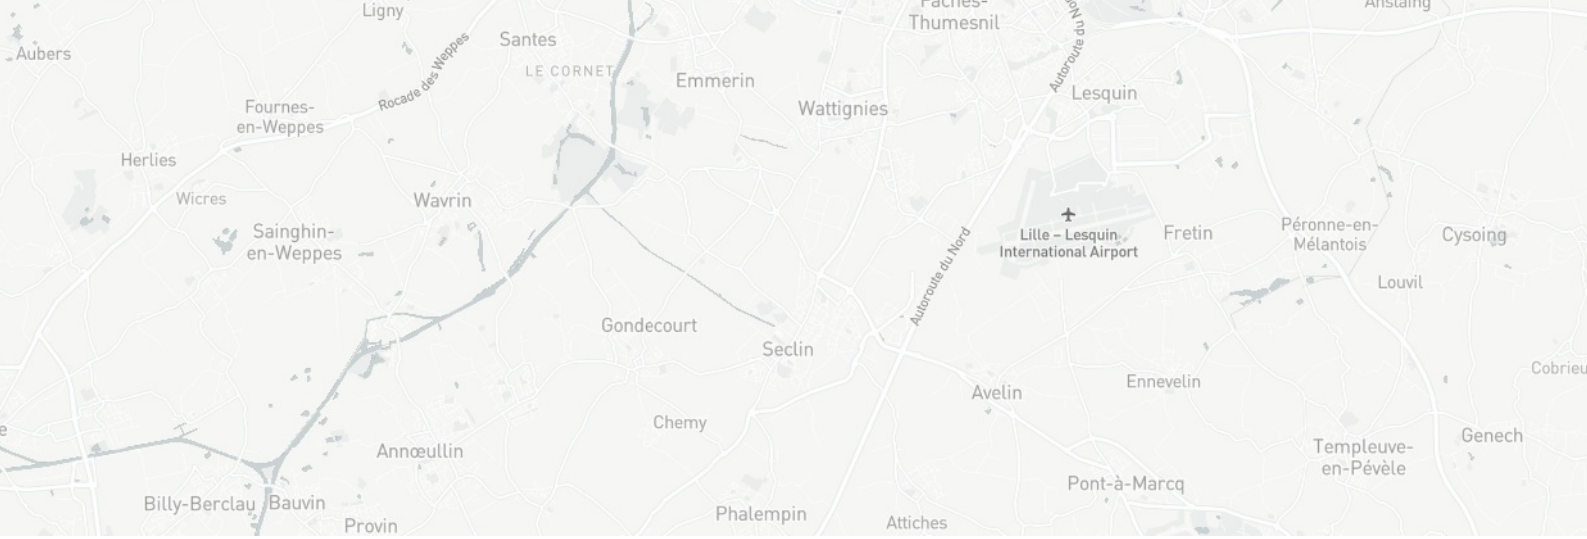 Ligny
Faches-
Thumesnil
Anstaing
Aubers
Santes
Autoroute du Nord
Rocade des Weppes
LE CORNET
Emmerin
Lesquin
Fournes-
en-Weppes
Wattignies
Herlies
Wicres
Wavrin
Sainghin-
en-Weppes
Lille – Lesquin
International Airport
Fretin
Péronne-en-
Mélantois
Cysoing
Autoroute du Nord
Louvil
Gondecourt
Seclin
Cobrieu
Ennevelin
Avelin
Chemy
e
Annœullin
Templeuve-
en-Pévèle
Genech
Pont-à-Marcq
Billy-Berclau
Bauvin
Provin
Phalempin
Attiches